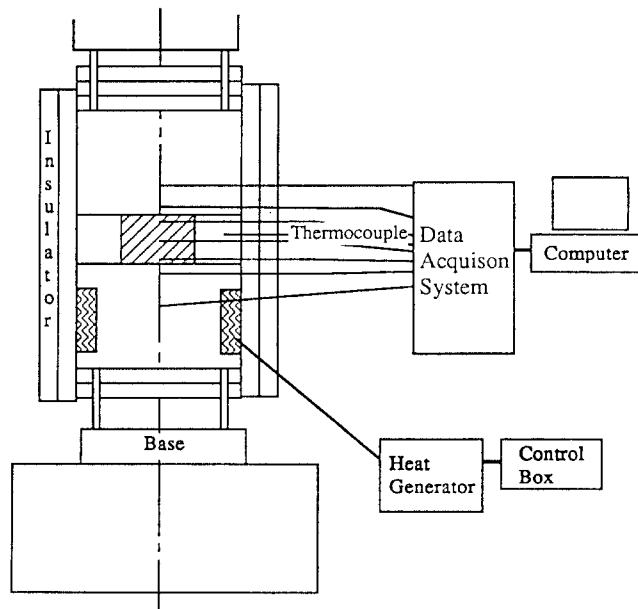 Insulator
Thermocouple
Data
Acquison
System
Computer
Base
Heat
Generator
Control
Box